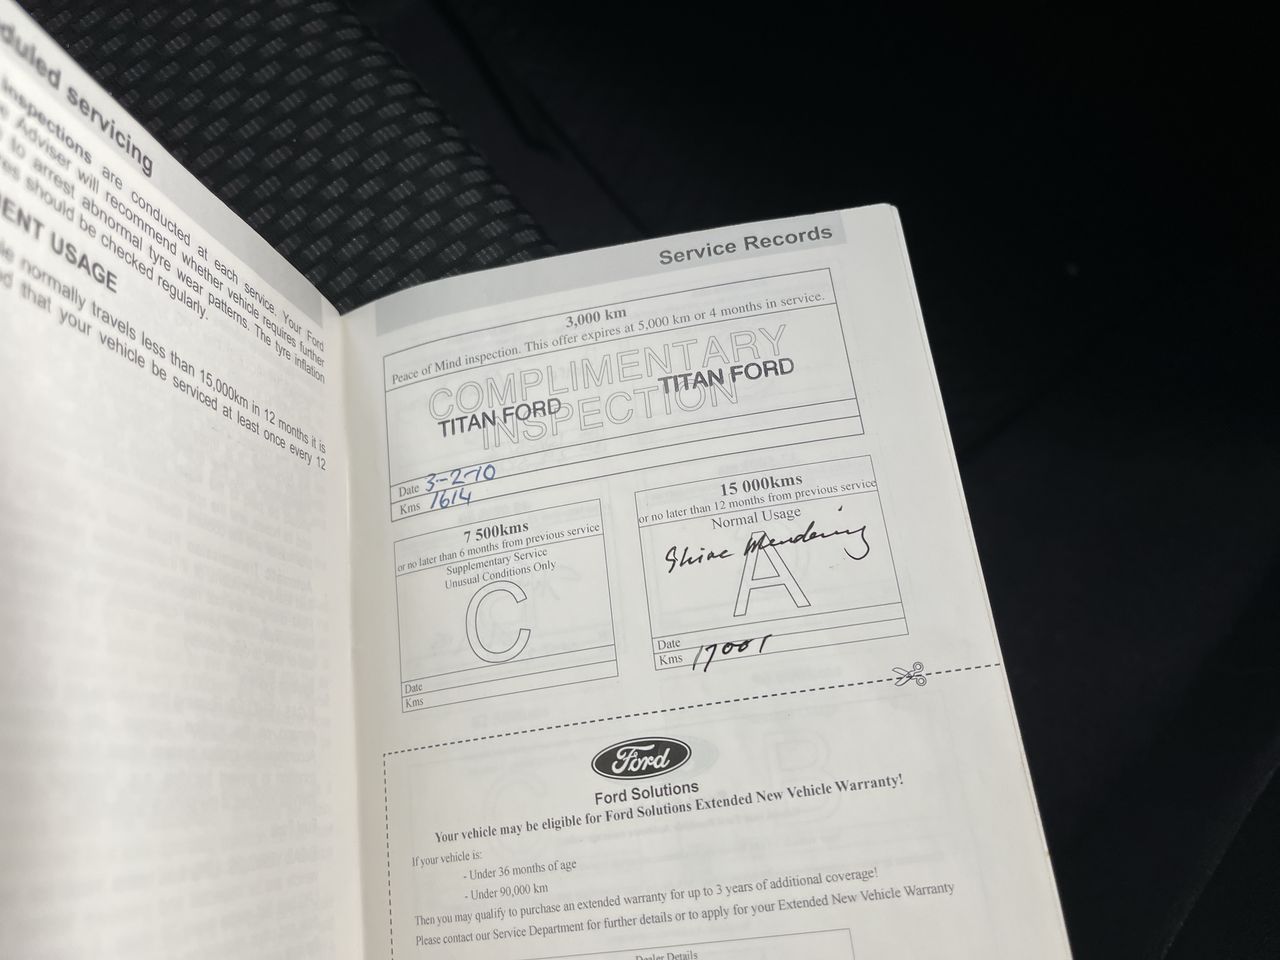 duled servicing
inspections are conducted at each service. Your Ford
Adviser will recommend whether vehicle requires further
to arrest abnormal tyre wear patterns. The tyre inflation
should be checked regularly.
ENT USAGE
normally travels less than 15,000km in 12 months it is
that your vehicle be serviced at least once every 12
Service Records
3,000 km
Peace of Mind inspection. This offer expires at 5,000 km or 4 months in service.
COMPLIMENTARY
INSPECTION
TITAN FORD TITAN FORD
Date 3-2-10
Kms 1614
7 500kms
or no later than 6 months from previous service
Supplementary Service
Unusual Conditions Only
C
Date
Kms
15 000kms
or no later than 12 months from previous service
Normal Usage
A
Date
Kms 17001
Ford
Ford Solutions
Your vehicle may be eligible for Ford Solutions Extended New Vehicle Warranty!
If your vehicle is:
- Under 36 months of age
- Under 90,000 km
Then you may qualify to purchase an extended warranty for up to 3 years of additional coverage!
Please contact our Service Department for further details or to apply for your Extended New Vehicle Warranty
Dealer Details